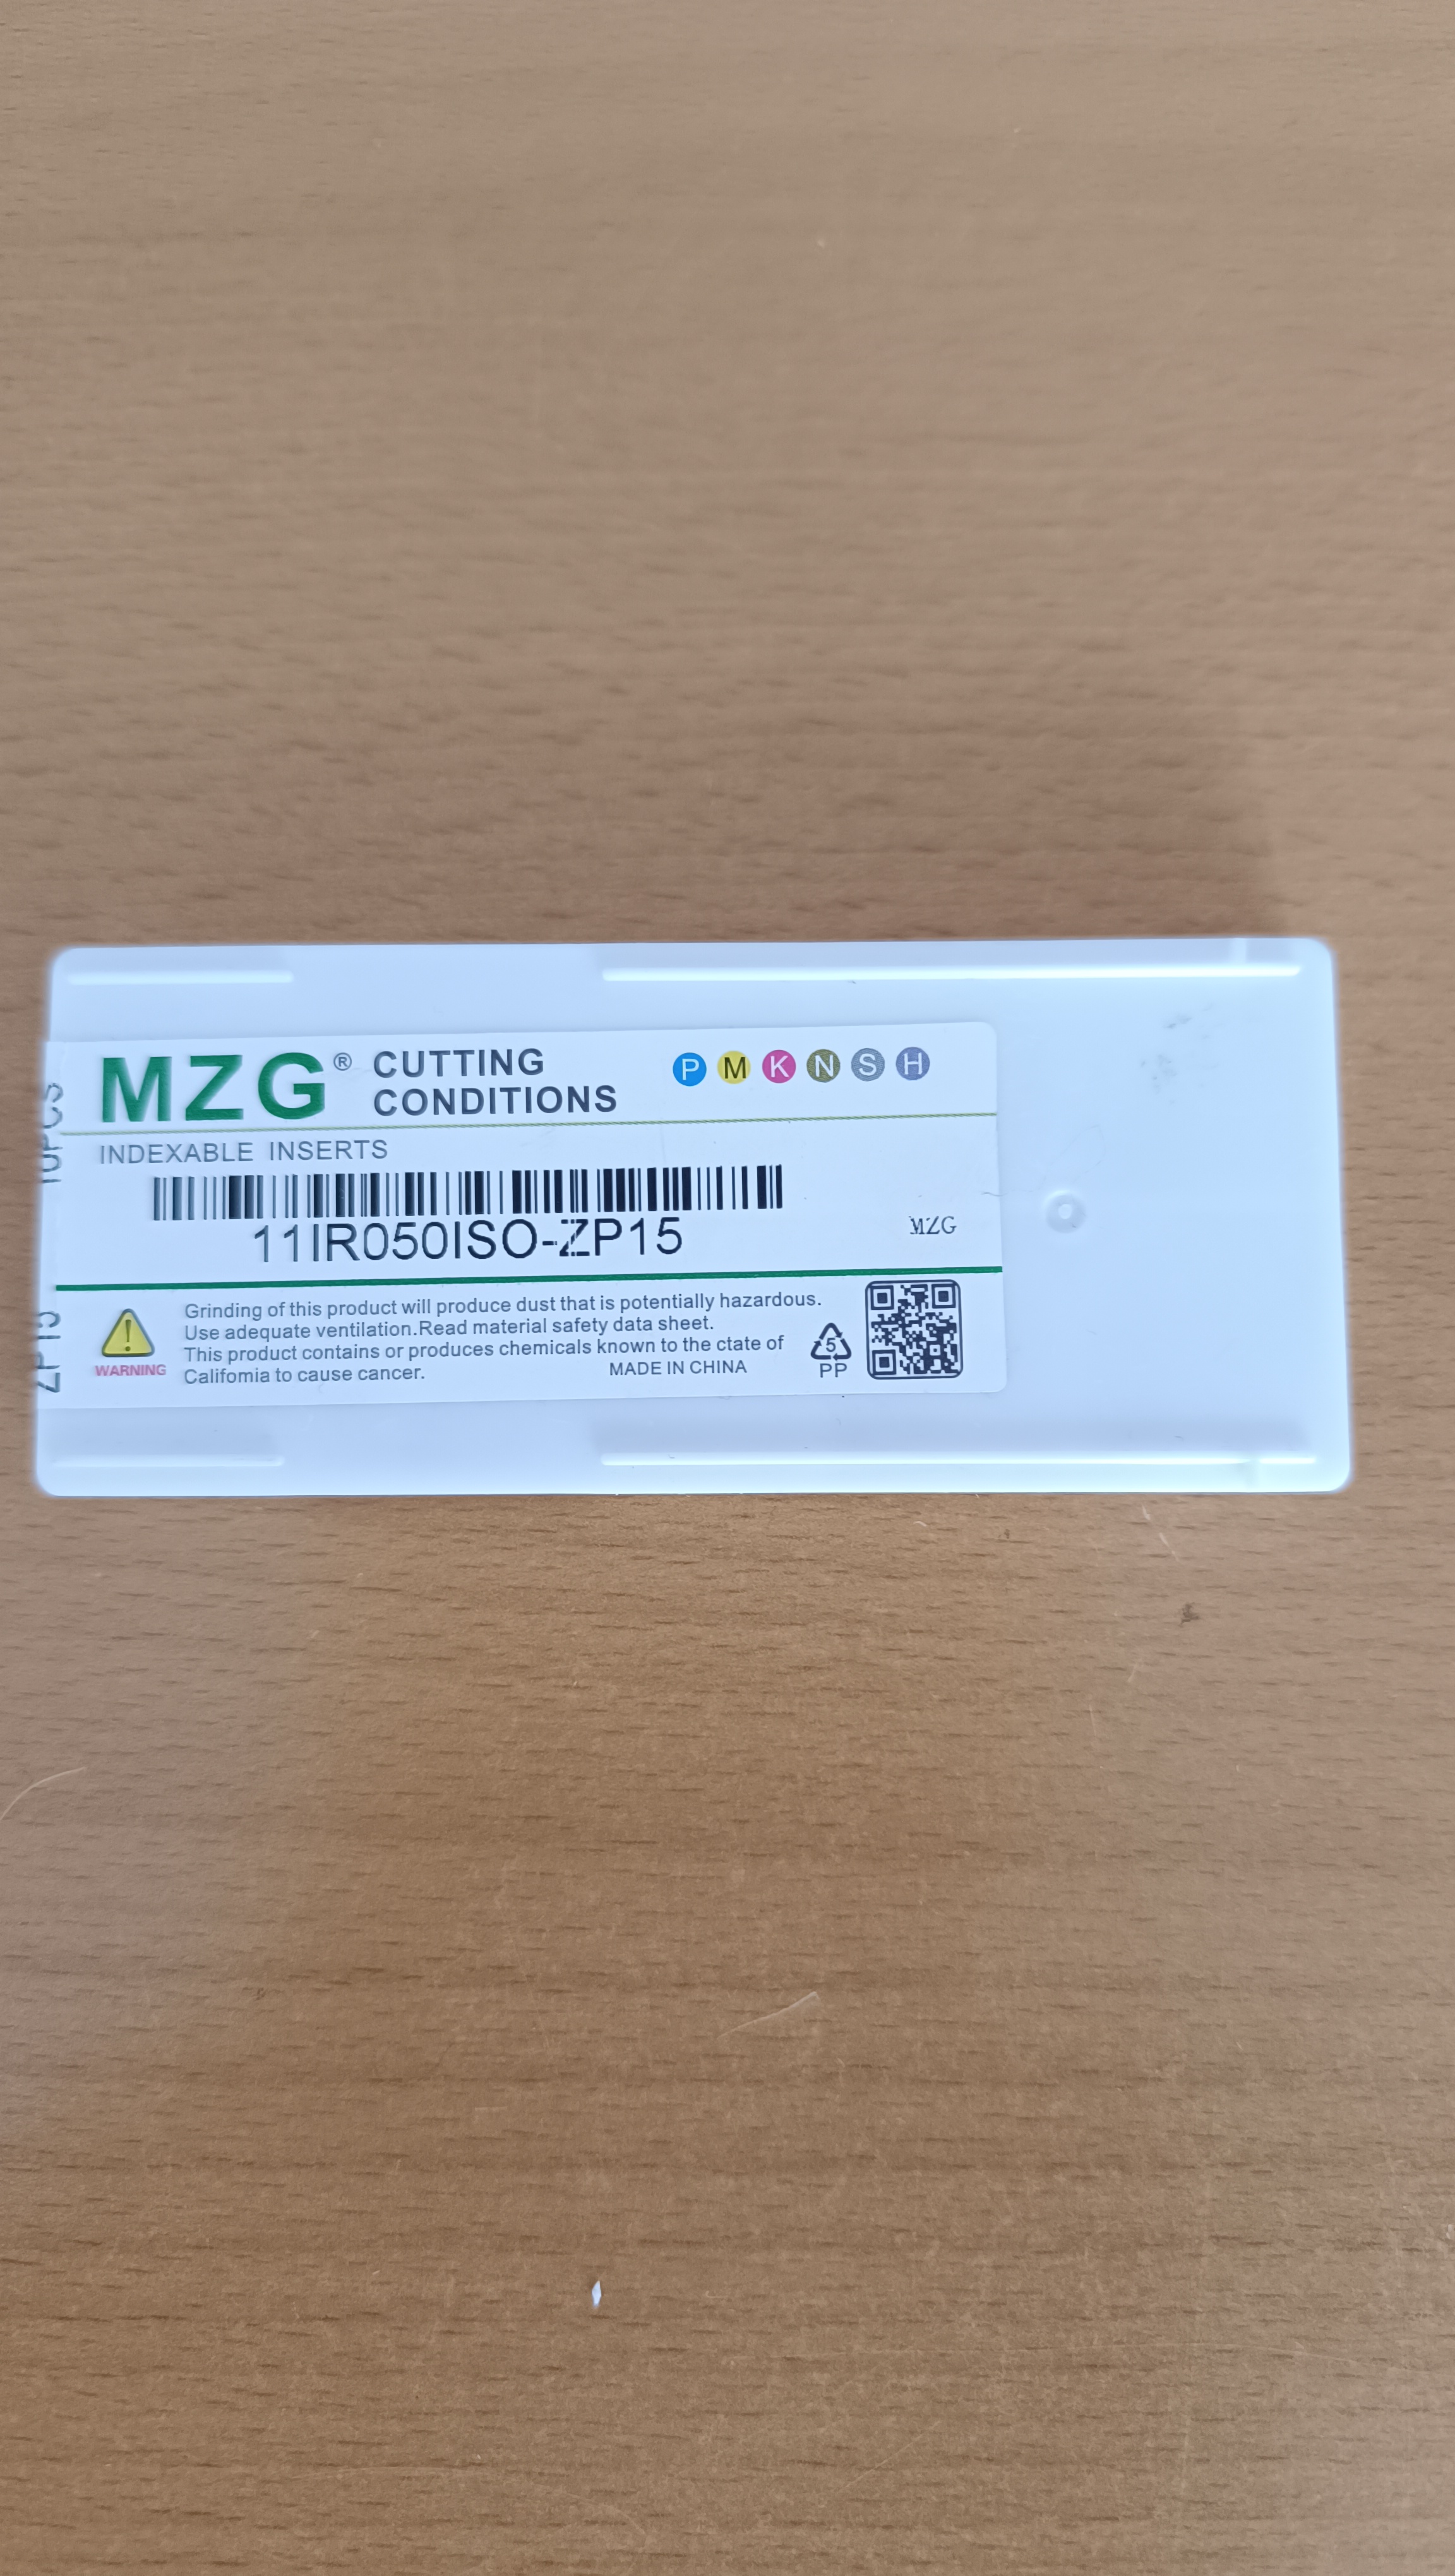 MZG® CUTTING
CONDITIONS
P M K N S H
INDEXABLE INSERTS
11IR050ISO-ZP15
MZG
Grinding of this product will produce dust that is potentially hazardous.
Use adequate ventilation.Read material safety data sheet.
This product contains or produces chemicals known to the ctate of
Califomia to cause cancer.
MADE IN CHINA
WARNING
5
PP
10PCS
ZP15